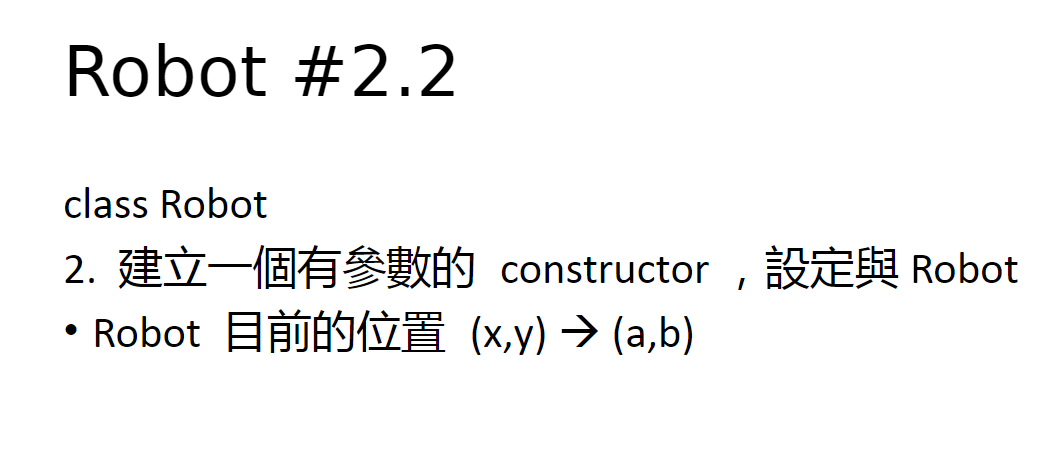 Robot #2.2
class Robot
2. 建立一個有參數的 constructor ，設定與 Robot
• Robot 目前的位置 (x,y) → (a,b)